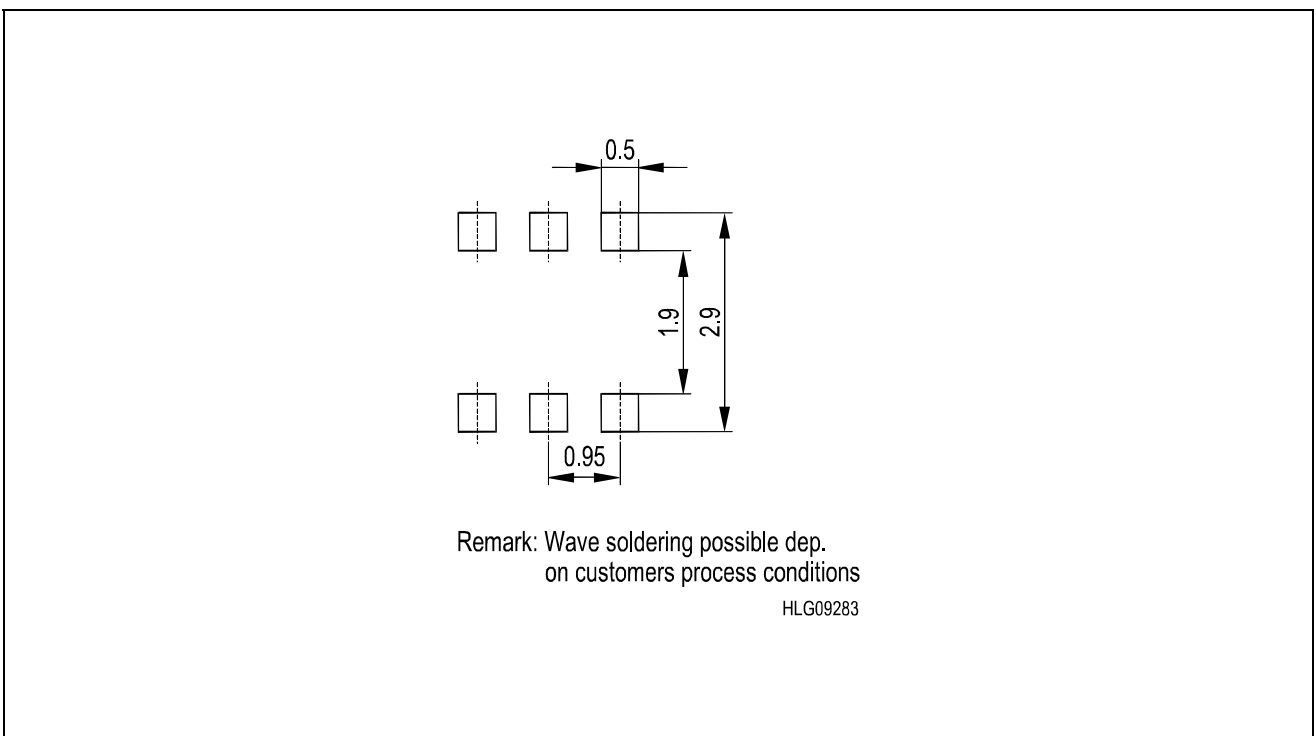 0.5
1.9
2.9
0.95
Remark: Wave soldering possible dep.
on customers process conditions
HLG09283